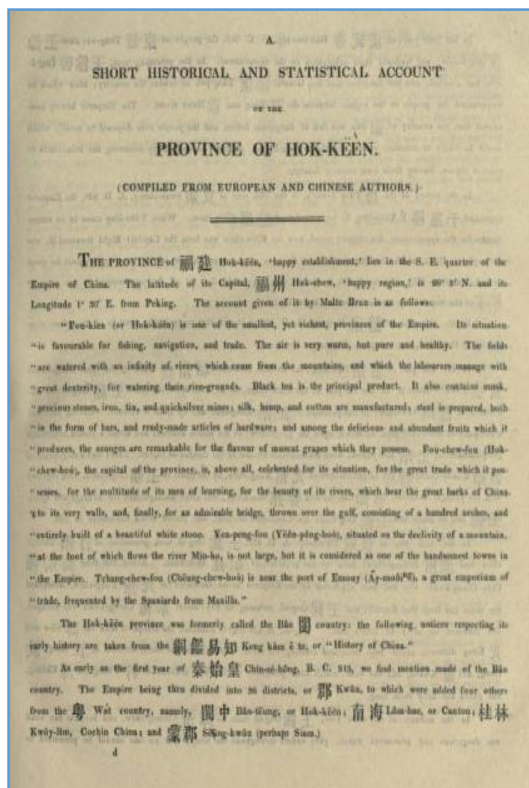 A
SHORT HISTORICAL AND STATISTICAL ACCOUNT
OF THE
PROVINCE OF HOK-KËÈN.
(COMPILED FROM EUROPEAN AND CHINESE AUTHORS.)
THE PROVINCE of 福建 Hok-këèn, 'happy establishment,' lies in the S. E. quarter of the
Empire of China. The latitude of its Capital, 福州 Hok-chew, 'happy region,' is 26° 2' N. and its
Longitude 1° 30' E. from Peking. The account given of it by Malte Brun is as follows:
"Fou-kien (or Hok-këèn) is one of the smallest, yet richest, provinces of the Empire. Its situation
"is favourable for fishing, navigation, and trade. The air is very warm, but pure and healthy. The fields
"are watered with an infinity of rivers, which come from the mountains, and which the labourers manage with
"great dexterity, for watering their rice-grounds. Black tea is the principal product. It also contains musk,
"precious stones, iron, tin, and quicksilver mines; silk, hemp, and cotton are manufactured; steel is prepared, both
"in the form of bars, and ready-made articles of hardware; and among the delicious and abundant fruits which it
"produces, the oranges are remarkable for the flavour of muscat grapes which they possess. Fou-chew-fou (Hok-
"chew-hoó), the capital of the province, is, above all, celebrated for its situation, for the great trade which it pos-
"sesses, for the multitude of its men of learning, for the beauty of its rivers, which bear the great barks of China
"to its very walls, and, finally, for an admirable bridge, thrown over the gulf, consisting of a hundred arches, and
"entirely built of a beautiful white stone. Yen-peng-fou (Yëên-pêng-hoó), situated on the declivity of a mountain,
"at the foot of which flows the river Min-ho, is not large, but it is considered as one of the handsomest towns in
"the Empire. Tchang-chew-fou (Chëang-chew-hoó) is near the port of Emouy, a great emporium of
"trade, frequented by the Spaniards from Manilla."
The Hok-këèn province was formerly called the Bân 閩 country: the following notices respecting its
early history are taken from the 綱鑑易知 Kong kàm ē te, or "History of China."
As early as the first year of 秦始皇 Chin-sé-hông, B. C. 215, we find mention made of the Bân
country. The Empire being then divided into 36 districts, or 郡 Kwūn, to which were added four others
from the 粵 Wat country, namely, 閩中 Bân-tëung, or Hok-këèn; 南海 Lâm-haé, or Canton; 桂林
Kwùy-lîm, Cochin China; and 蒙郡 (perhaps Siam.)
d